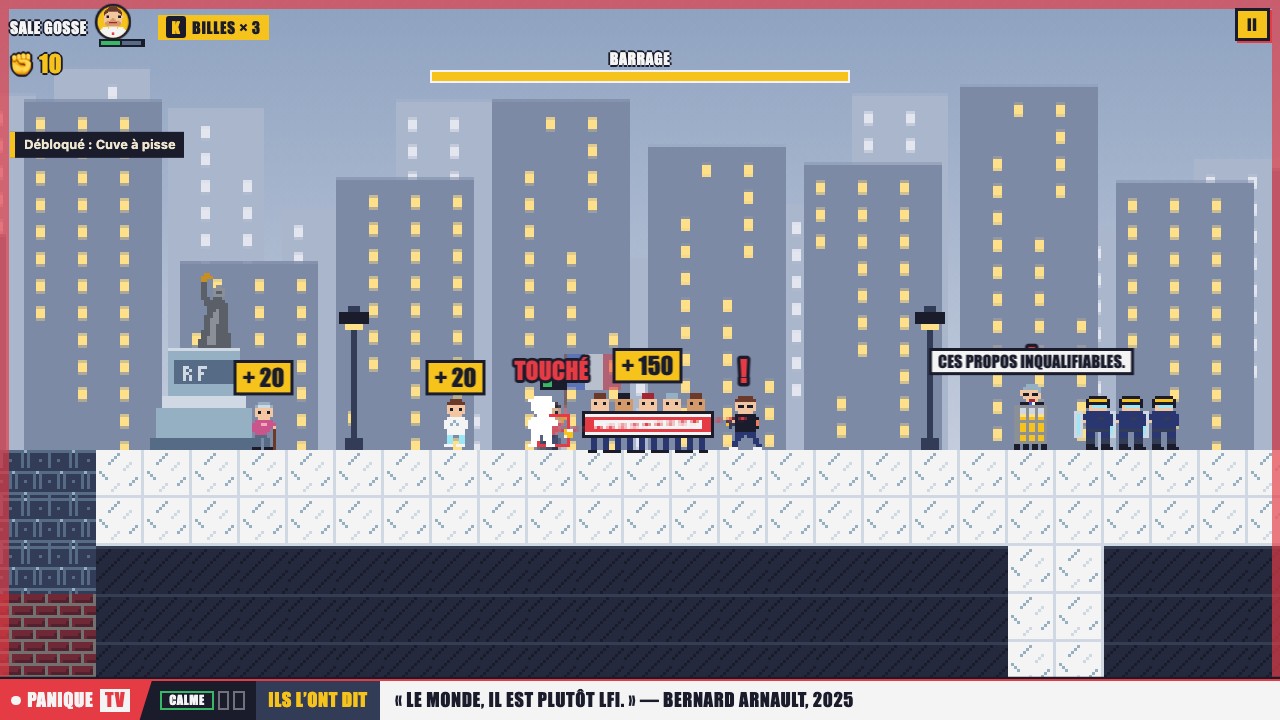 SALE GOSSE
K BILLES × 3
10
BARRAGE
Débloqué : Cuve à pisse
RF
+ 20
+ 20
TOUCHÉ
+ 150
!
CES PROPOS INQUALIFIABLES.
PANIQUE TV
CALME
ILS L'ONT DIT
« LE MONDE, IL EST PLUTÔT LFI. » — BERNARD ARNAULT, 2025